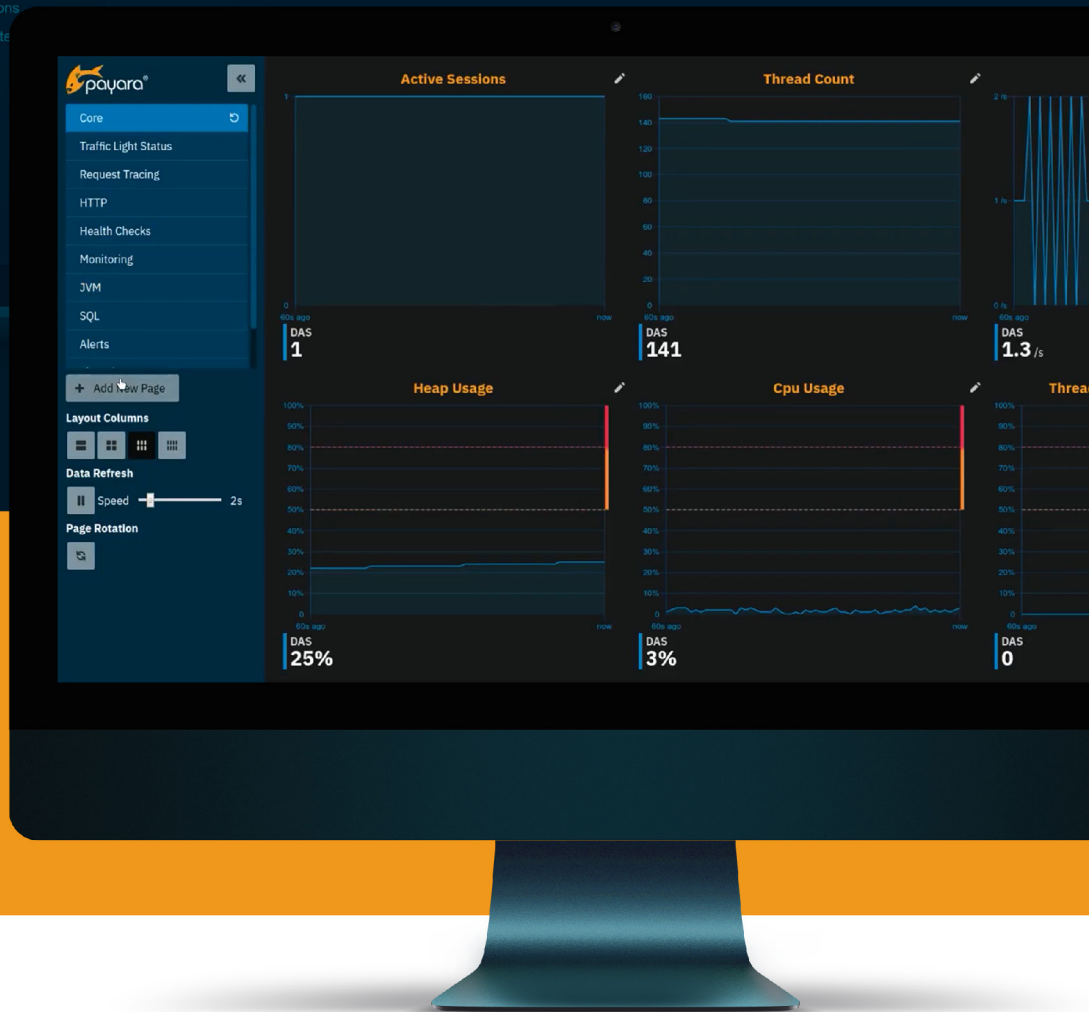 ons
payara®
Core
Traffic Light Status
Request Tracing
HTTP
Health Checks
Monitoring
JVM
SQL
Alerts
+ Add New Page
Layout Columns
Data Refresh
Speed 2s
Page Rotation
Active Sessions
1
0
60s ago now
DAS
1
Thread Count
160
140
120
100
80
60
40
20
0
60s ago now
DAS
141
2 /s
1 /s
0 /s
60s ago
DAS
1.3 /s
Heap Usage
100%
90%
80%
70%
60%
50%
40%
30%
20%
10%
0
60s ago now
DAS
25%
Cpu Usage
100%
90%
80%
70%
60%
50%
40%
30%
20%
10%
0
60s ago now
DAS
3%
Threa
100%
90%
80%
70%
60%
50%
40%
30%
20%
10%
0
60s ago
DAS
0